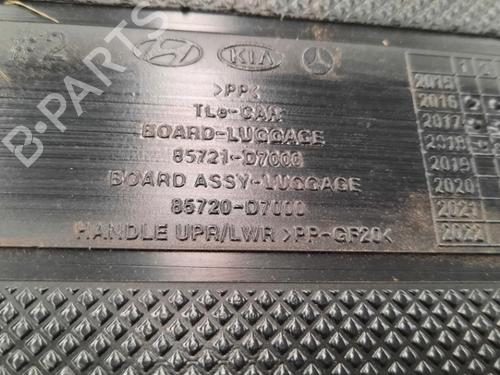 KIA
>PP<
TLe-CAR
BOARD-LUGGAGE
85721-D7000
BOARD ASSY-LUGGAGE
85720-D7000
HANDLE UPR/LWR >PP-GF20<
2015
2016
2017
2018
2019
2020
2021
2022